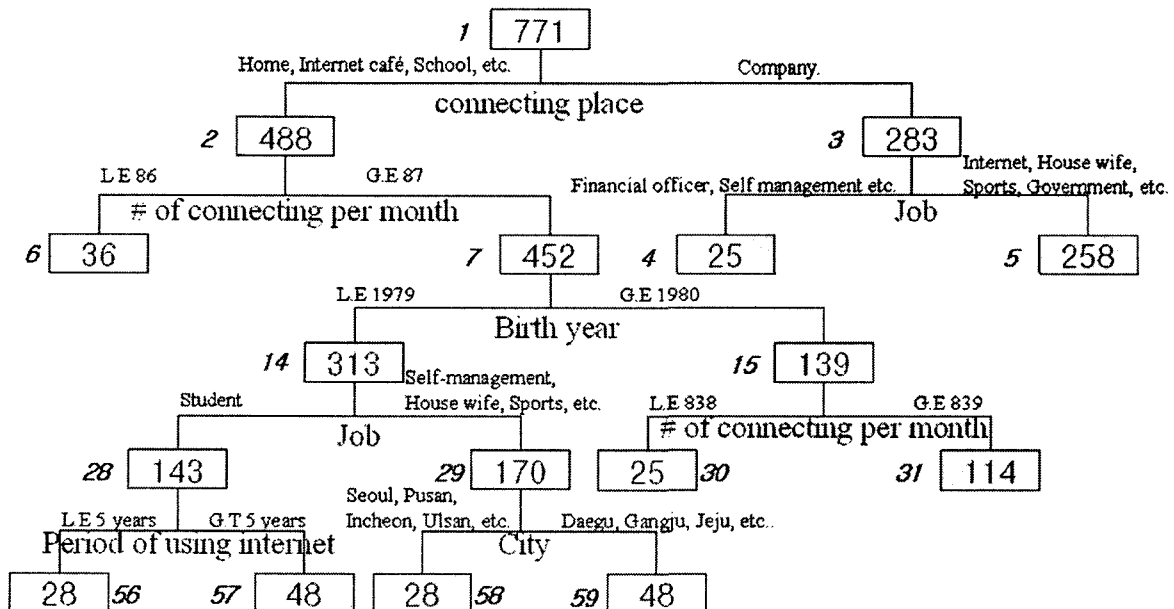 1 771
Home, Internet café, School, etc. Company.
connecting place
2 488 3 283
L.E 86 G.E 87 Financial officer, Self management etc. Internet, House wife,
Sports, Government, etc.
# of connecting per month Job
6 36 7 452 4 25 5 258
L.E 1979 G.E 1980
Birth year
14 313 15 139
Student Self-management,
House wife, Sports, etc. L.E 838 G.E 839
Job # of connecting per month
28 143 29 170 25 30 31 114
L.E 5 years G.T 5 years Seoul, Pusan,
Incheon, Ulsan, etc. Daegu, Gangju, Jeju, etc..
Period of using internet City
28 56 57 48 28 58 59 48